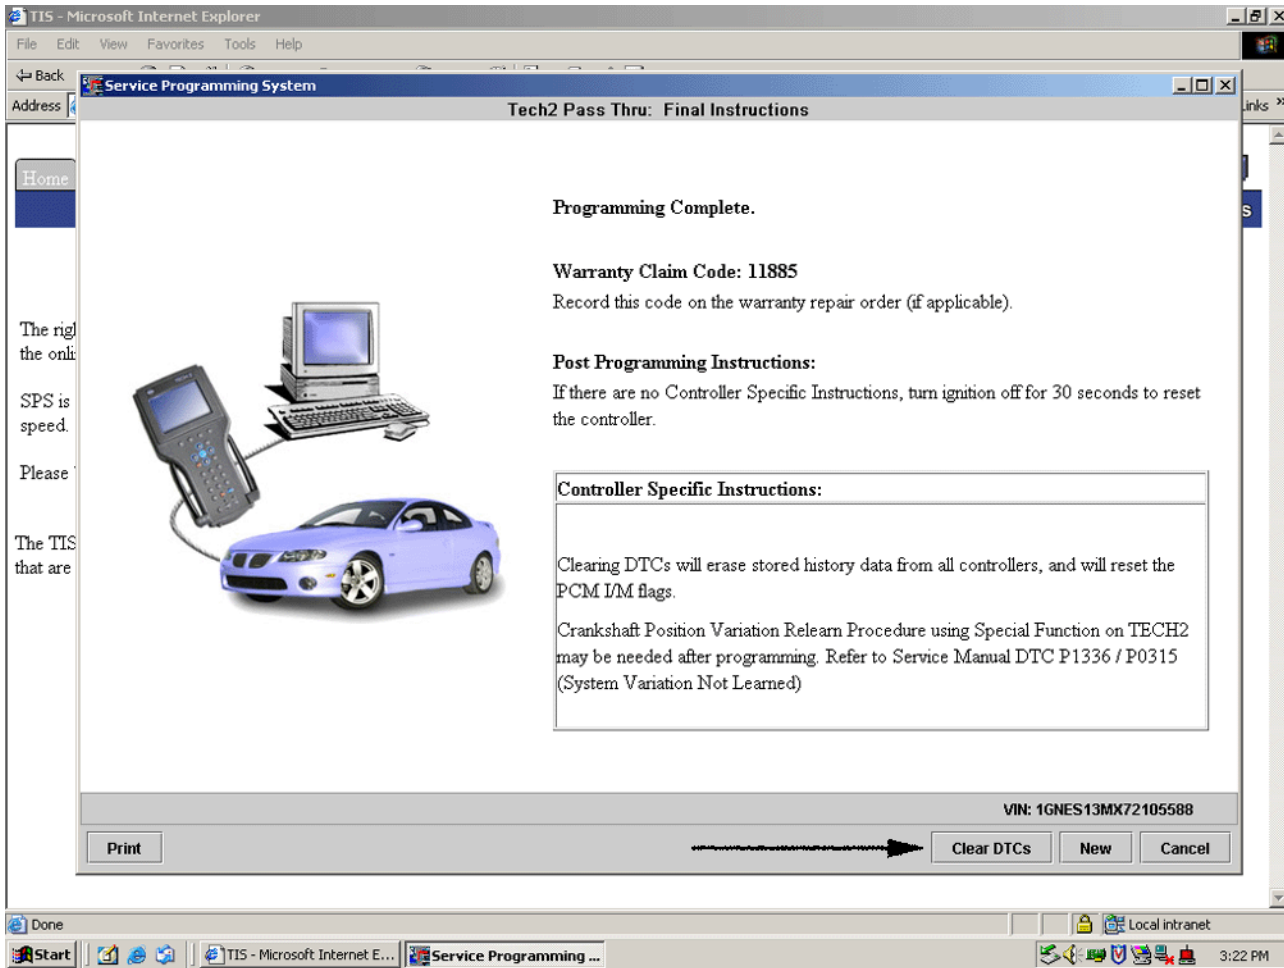 TIS - Microsoft Internet Explorer
File Edit View Favorites Tools Help
Back
Address
Links »
Service Programming System
Tech2 Pass Thru: Final Instructions
Home
s
Programming Complete.
Warranty Claim Code: 11885
Record this code on the warranty repair order (if applicable).
The rig
the onli
Post Programming Instructions:
If there are no Controller Specific Instructions, turn ignition off for 30 seconds to reset
the controller.
SPS is
speed.
Please
Controller Specific Instructions:
The TIS
that are
Clearing DTCs will erase stored history data from all controllers, and will reset the
PCM I/M flags.
Crankshaft Position Variation Relearn Procedure using Special Function on TECH2
may be needed after programming. Refer to Service Manual DTC P1336 / P0315
(System Variation Not Learned)
VIN: 1GNES13MX72105588
Print Clear DTCs New Cancel
Done Local intranet
Start TIS - Microsoft Internet E... Service Programming ... 3:22 PM